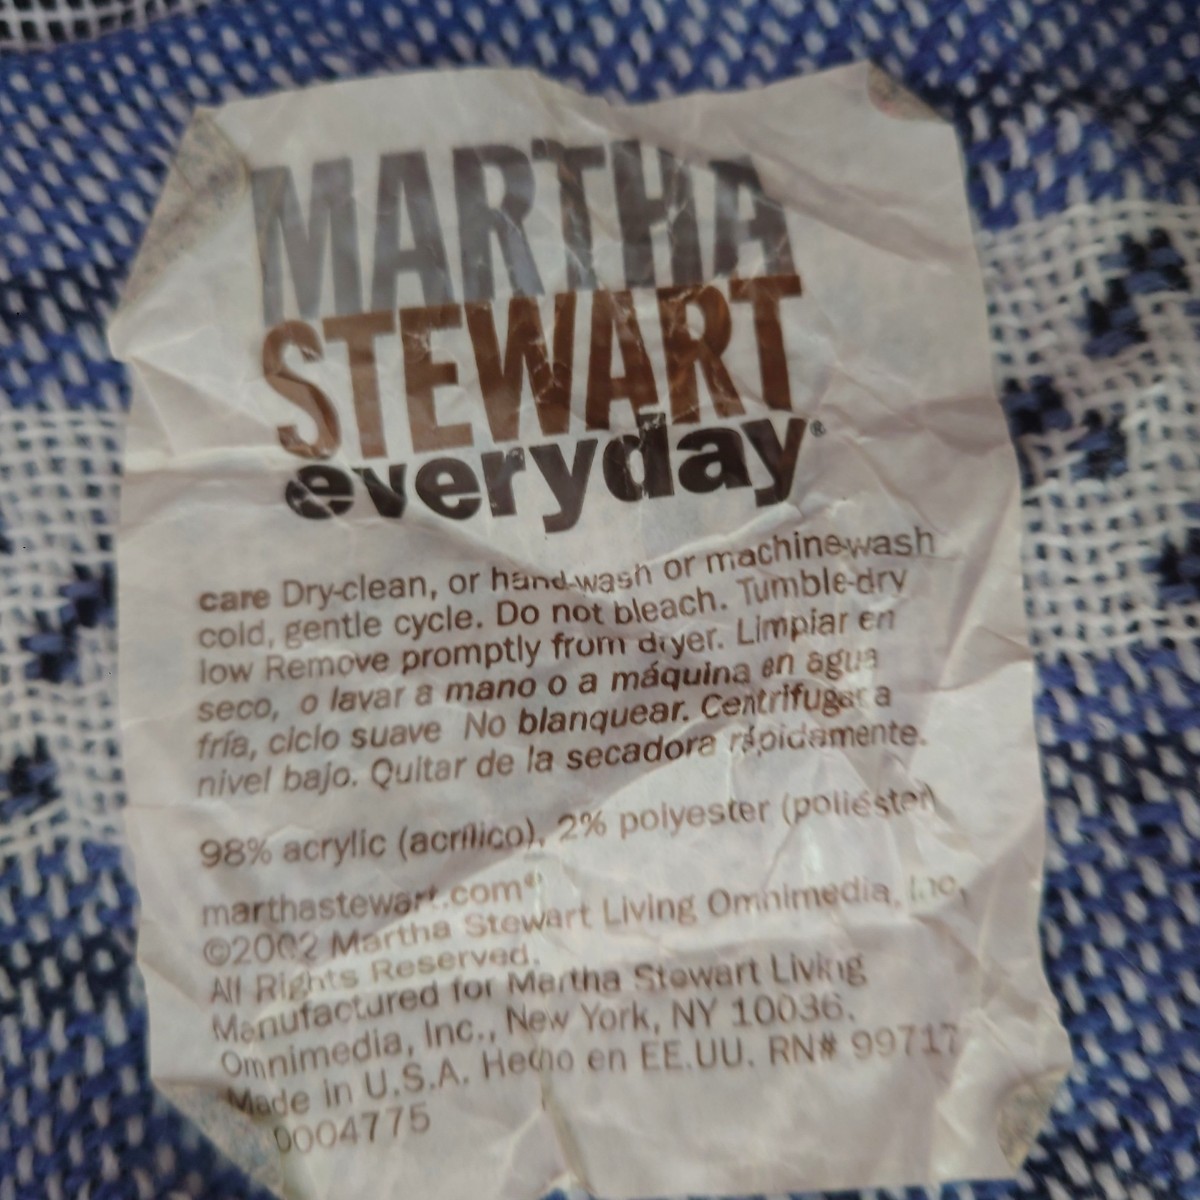 MARTHA
STEWART
everyday®
care Dry-clean, or hand-wash or machine-wash
cold, gentle cycle. Do not bleach. Tumble-dry
low Remove promptly from dryer. Limpiar en
seco, o lavar a mano o a máquina en agua
fría, ciclo suave No blanquear. Centrifugar a
nivel bajo. Quitar de la secadora rápidamente.
98% acrylic (acrílico), 2% polyester (poliéster)
marthastewart.com®
©2002 Martha Stewart Living Omnimedia, Inc.
All Rights Reserved.
Manufactured for Martha Stewart Living
Omnimedia, Inc., New York, NY 10036.
Made in U.S.A. Hecho en EE.UU. RN# 99717
0004775